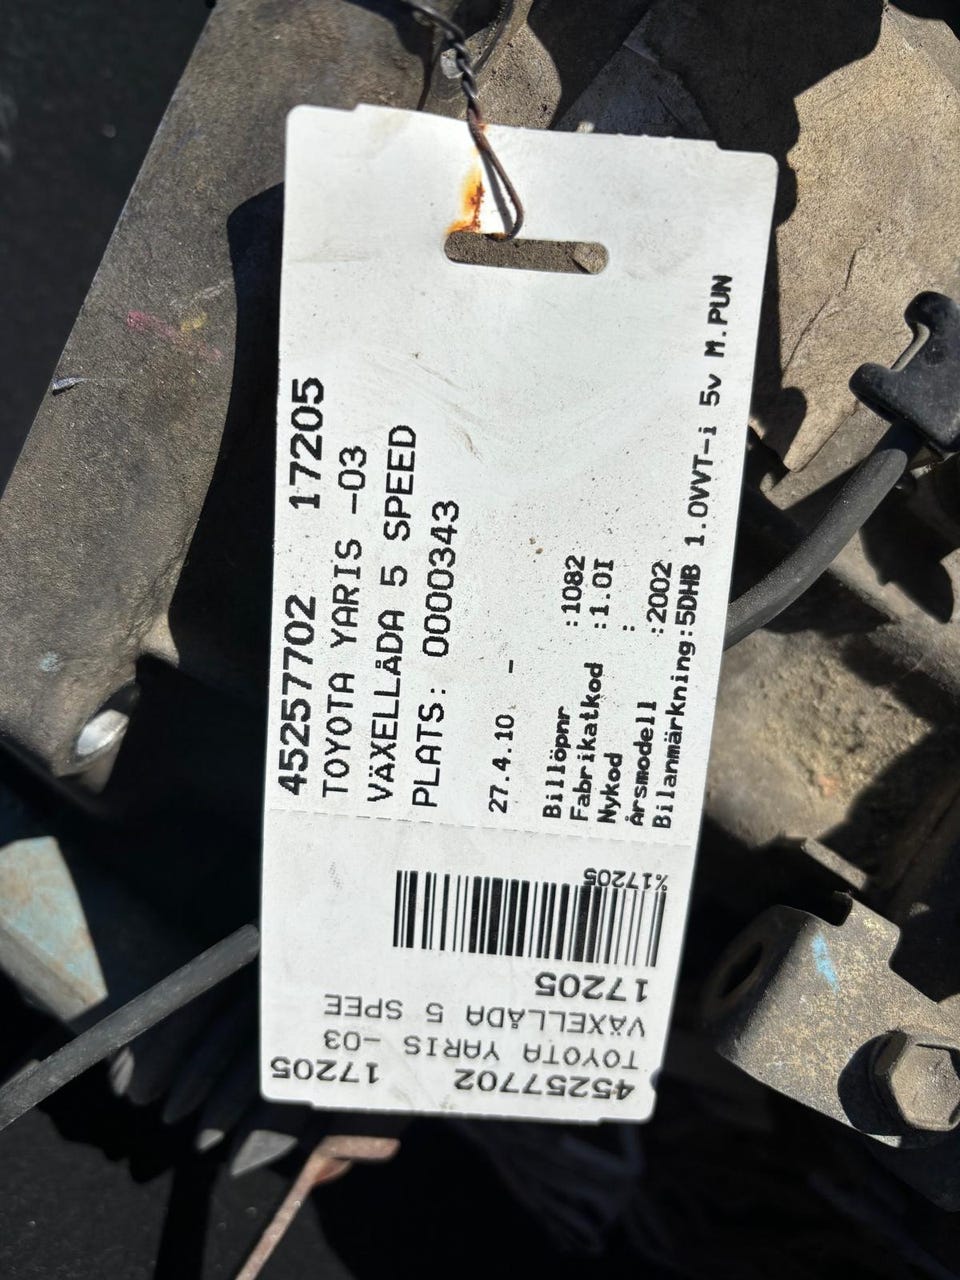 45257702 17205
TOYOTA YARIS -03
VÄXELLÅDA 5 SPEED
PLATS: 0000343
27.4.10 -
Billöpnr :1082
Fabrikatkod :1.0I
Nykod :
Årsmodell :2002
Bilanmärkning:5DHB 1.0VVT-i 5v M.PUN
%17205
17205
VÄXELLÅDA 5 SPEE
TOYOTA YARIS -03
45257702 17205